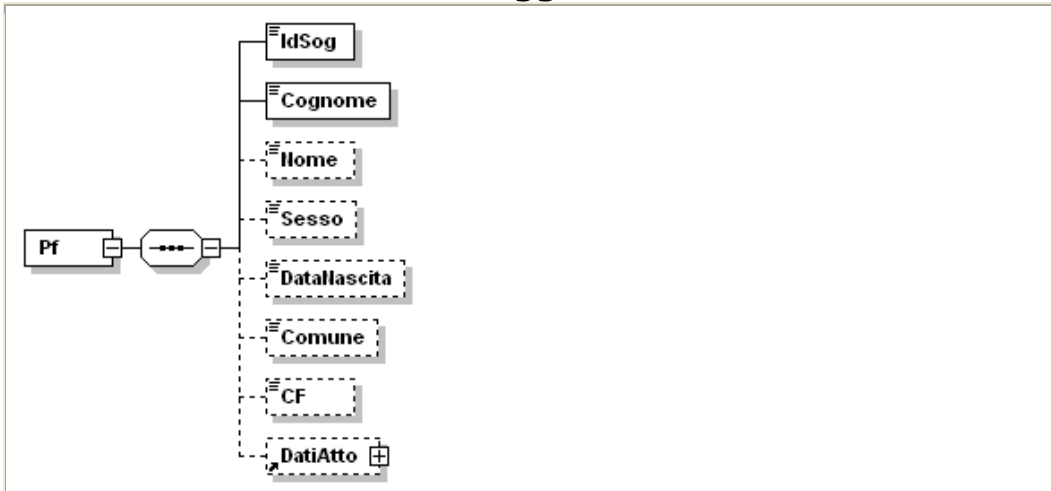 IdSog
Cognome
Nome
Sesso
Pf
DataNascita
Comune
CF
DatiAtto